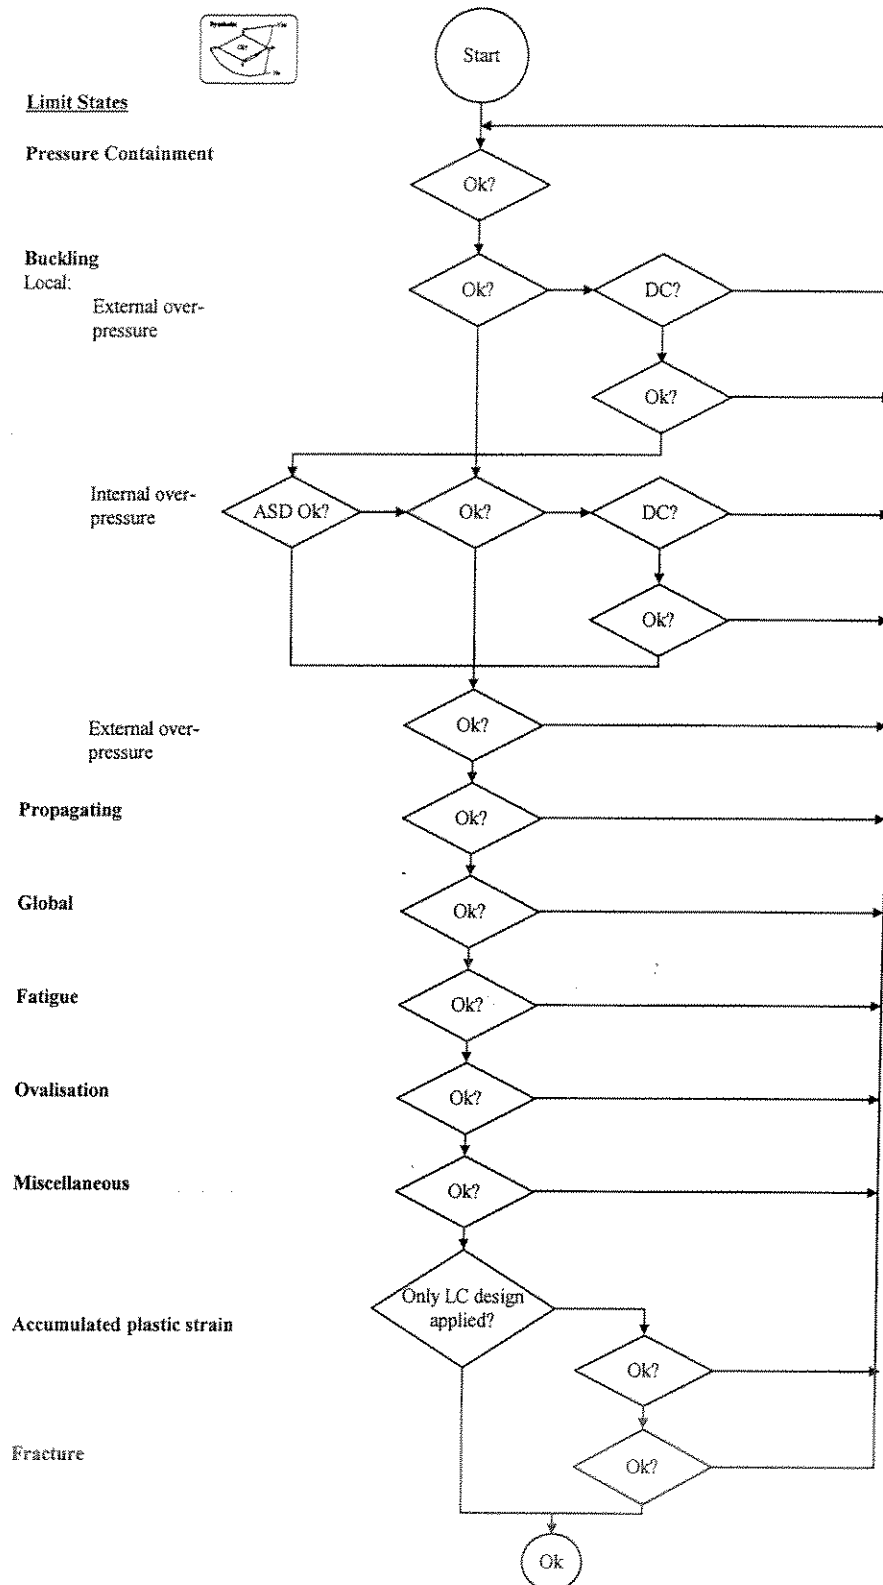 Start
Limit States
Pressure Containment
Ok?
Buckling
Local:
External over-
pressure
Ok?
DC?
Ok?
Internal over-
pressure
ASD Ok?
Ok?
DC?
Ok?
External over-
pressure
Ok?
Propagating
Ok?
Global
Ok?
Fatigue
Ok?
Ovalisation
Ok?
Miscellaneous
Ok?
Accumulated plastic strain
Only LC design
applied?
Ok?
Fracture
Ok?
Ok